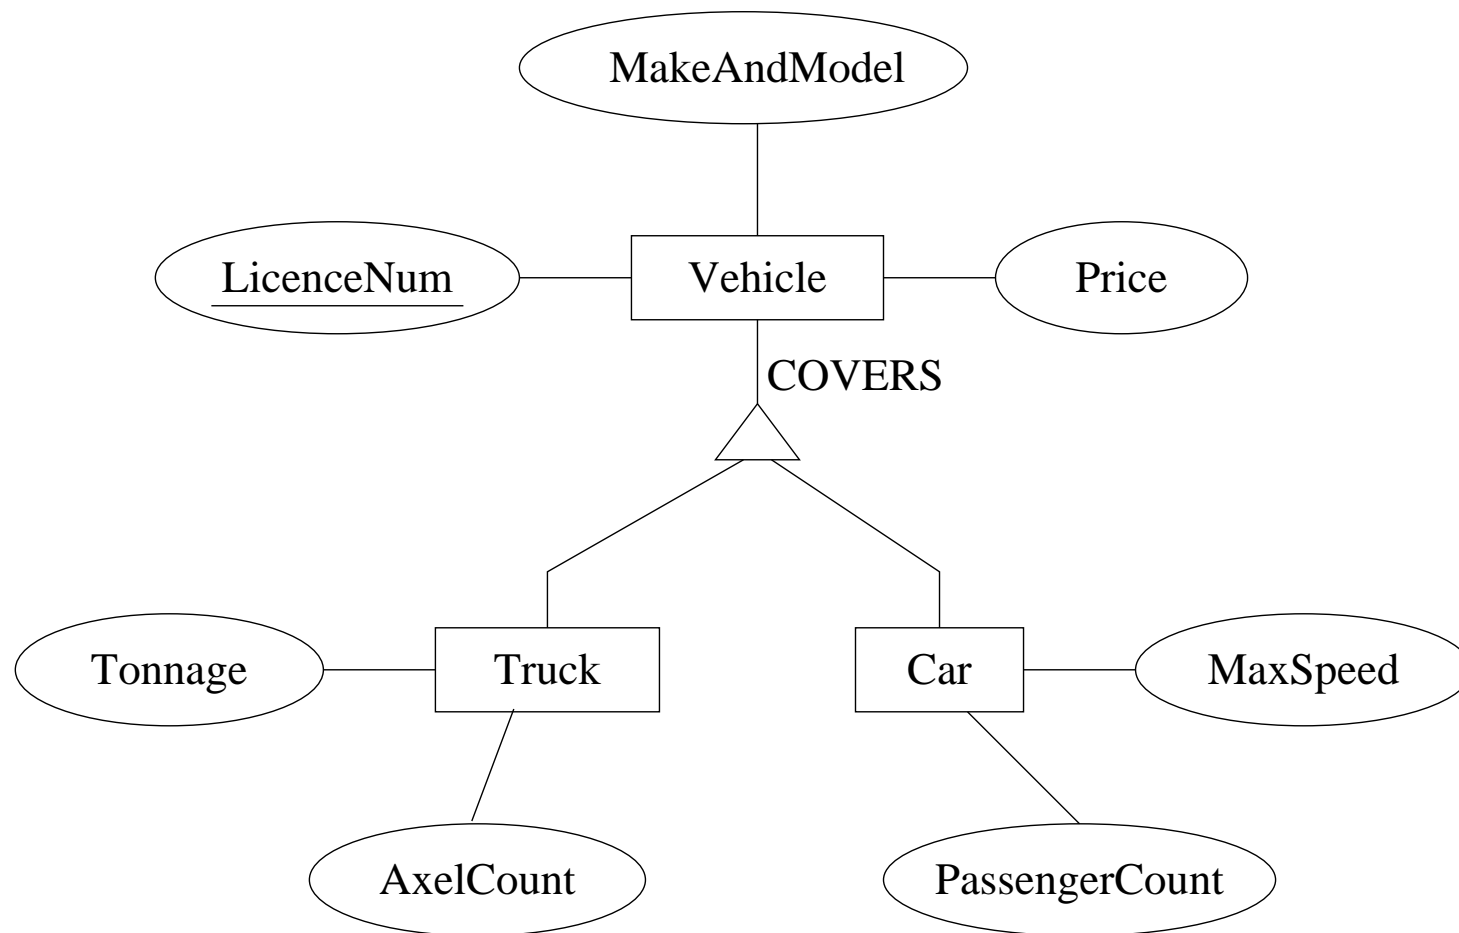 MakeAndModel
LicenceNum
Vehicle
Price
COVERS
Tonnage
Truck
Car
MaxSpeed
AxelCount
PassengerCount